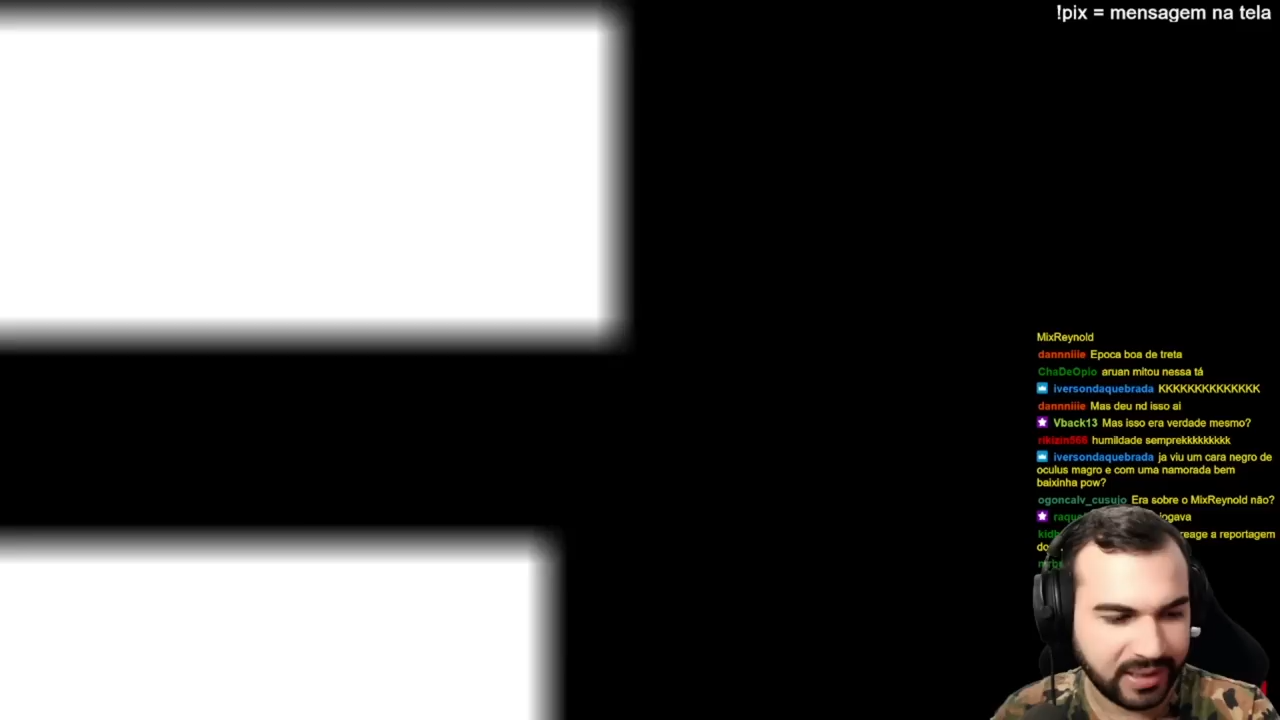 !pix = mensagem na tela
MixReynold
dannniiie Epoca boa de treta
ChaDeOpio aruan mitou nessa tá
iversondaquebrada KKKKKKKKKKKKK
dannniiie Mas deu nd isso ai
Vback13 Mas isso era verdade mesmo?
rikizin566 humildade semprekkkkkkkkk
iversondaquebrada ja viu um cara negro de
oculus magro e com uma namorada bem
baixinha pow?
ogoncalv_cusujo Era sobre o MixReynold não?
jogava
reage a reportagem